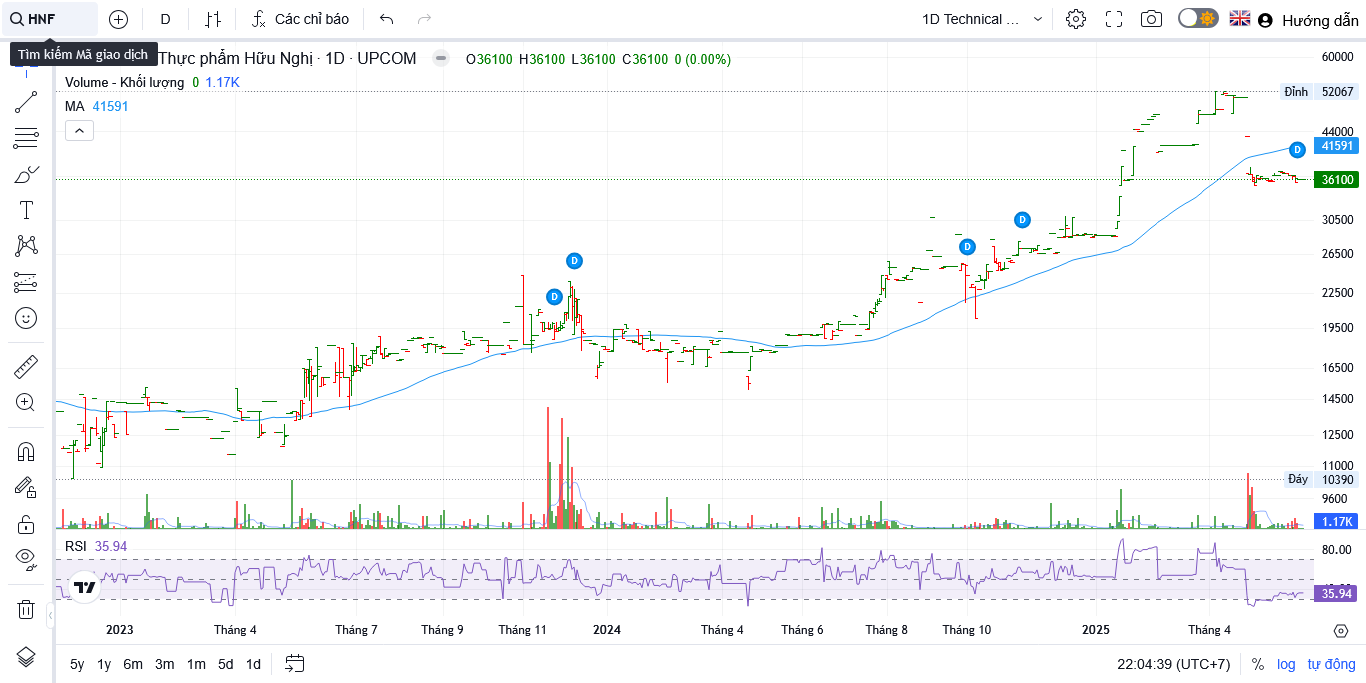 HNF
D
Các chỉ báo
1D Technical ...
Hướng dẫn
Tìm kiếm Mã giao dịch
Thực phẩm Hữu Nghị · 1D · UPCOM
O36100 H36100 L36100 C36100 0 (0.00%)
Volume - Khối lượng 0 1.17K
MA 41591
60000
Đỉnh 52067
44000
41591
D
36100
30500
D
D
26500
D
22500
D
19500
16500
14500
12500
11000
Đáy 10390
9600
1.17K
RSI 35.94
80.00
35.94
2023 Tháng 4 Tháng 7 Tháng 9 Tháng 11 2024 Tháng 4 Tháng 6 Tháng 8 Tháng 10 2025 Tháng 4
5y 1y 6m 3m 1m 5d 1d
22:04:39 (UTC+7) % log tự động